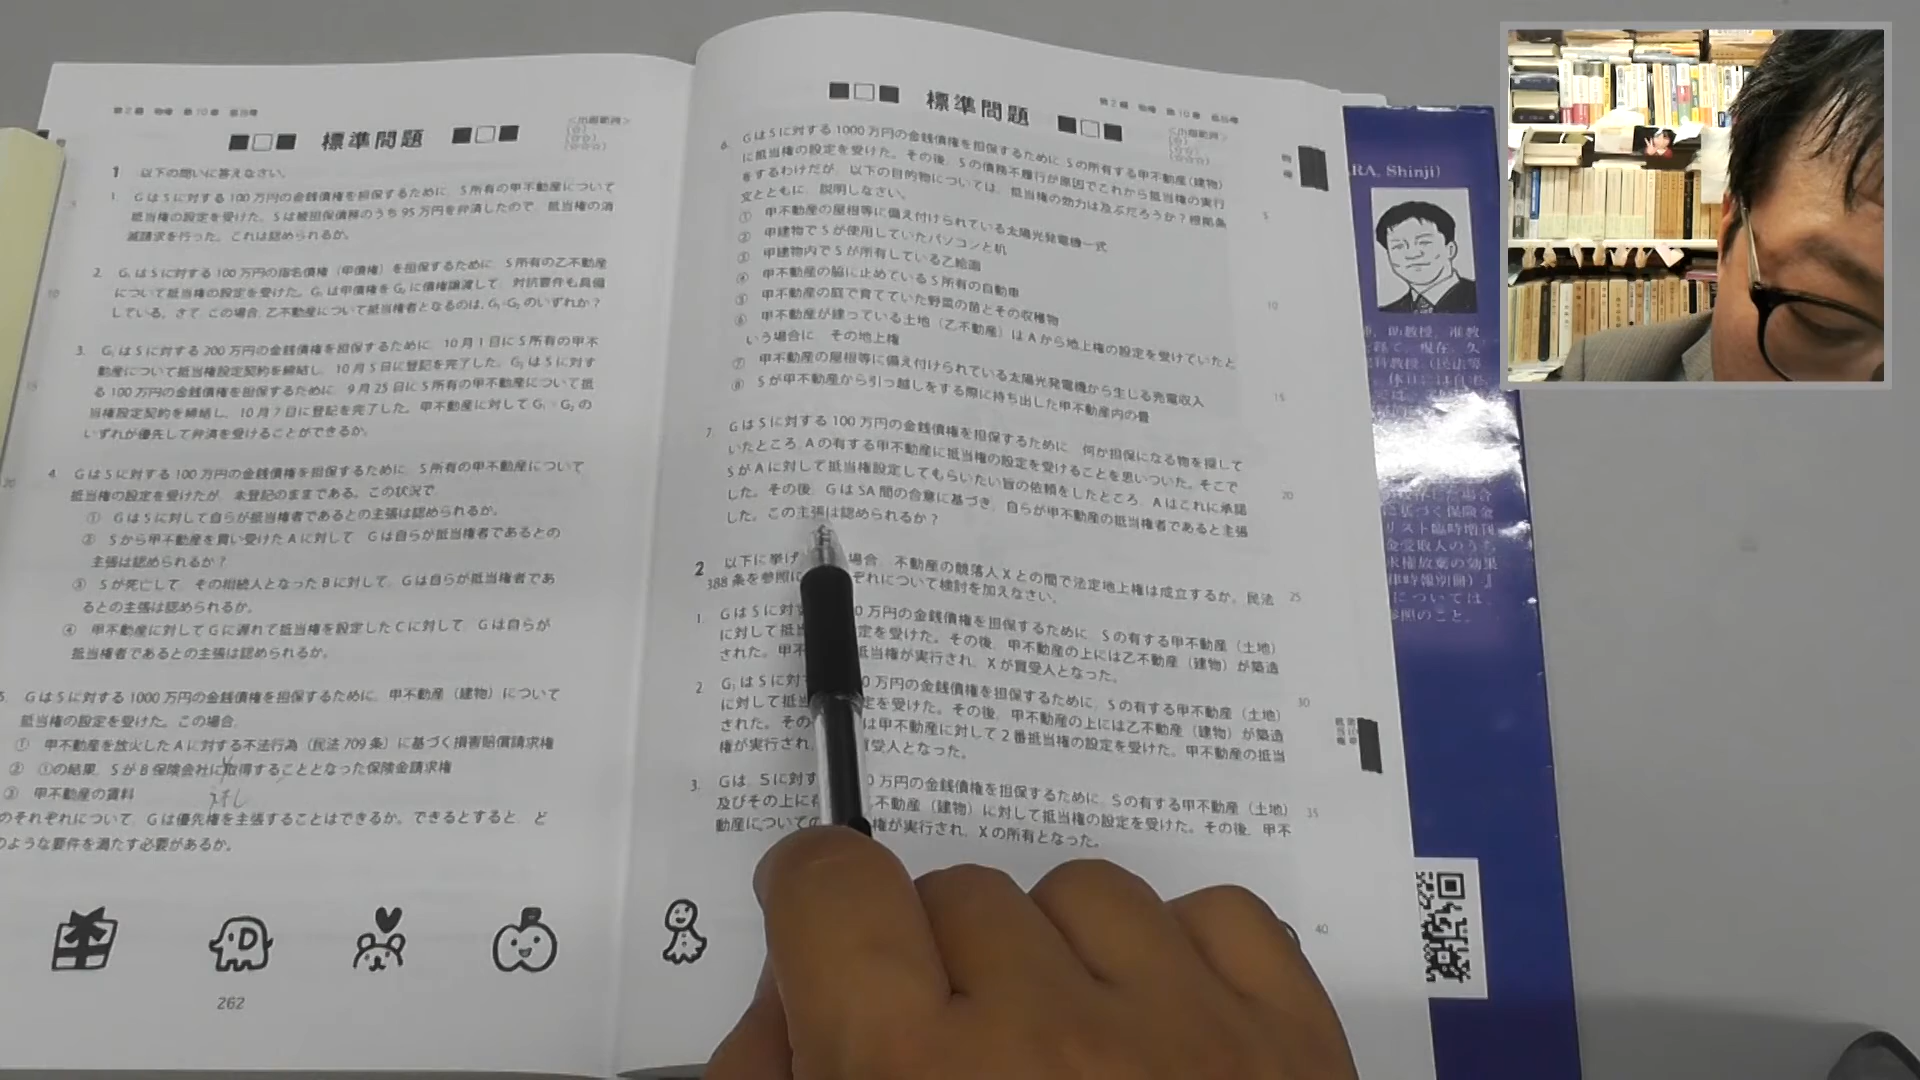 第2編 物権 第10章 抵当権
標準問題
<出題範囲>
(☆)
(☆☆)
(☆☆☆)
1 以下の問いに答えなさい。
1. GはSに対する100万円の金銭債権を担保するために、S所有の甲不動産について
抵当権の設定を受けた。Sは被担保債務のうち95万円を弁済したので、抵当権の消
滅請求を行った。これは認められるか。
2. G₁はSに対する100万円の指名債権（甲債権）を担保するために、S所有の乙不動産
について抵当権の設定を受けた。G₁は甲債権をG₂に債権譲渡して、対抗要件も具備
している。さて、この場合、乙不動産について抵当権者となるのは、G₁・G₂のいずれか？
3. G₁はSに対する200万円の金銭債権を担保するために、10月1日にS所有の甲不
動産について抵当権設定契約を締結し、10月5日に登記を完了した。G₂はSに対す
る100万円の金銭債権を担保するために、9月25日にS所有の甲不動産について抵
当権設定契約を締結し、10月7日に登記を完了した。甲不動産に対してG₁・G₂の
いずれが優先して弁済を受けることができるか。
4. GはSに対する100万円の金銭債権を担保するために、S所有の甲不動産について
抵当権の設定を受けたが、未登記のままである。この状況で
① GはSに対して自らが抵当権者であるとの主張は認められるか。
② Sから甲不動産を買い受けたAに対して、Gは自らが抵当権者であるとの
主張は認められるか？
③ Sが死亡して、その相続人となったBに対して、Gは自らが抵当権者であ
るとの主張は認められるか。
④ 甲不動産に対してGに遅れて抵当権を設定したCに対して、Gは自らが
抵当権者であるとの主張は認められるか。
5. GはSに対する1000万円の金銭債権を担保するために、甲不動産（建物）について
抵当権の設定を受けた。この場合、
① 甲不動産を放火したAに対する不法行為（民法709条）に基づく損害賠償請求権
② ①の結果、SがB保険会社に取得することとなった保険金請求権
対し
③ 甲不動産の賃料
のそれぞれについて、Gは優先権を主張することはできるか。できるとすると、ど
のような要件を満たす必要があるか。
262
第2編 物権 第10章 抵当権
標準問題
<出題範囲>
(☆)
(☆☆)
(☆☆☆)
6. GはSに対する1000万円の金銭債権を担保するためにSの所有する甲不動産（建物）
に抵当権の設定を受けた。その後、Sの債務不履行が原因でこれから抵当権の実行
をするわけだが、以下の目的物については、抵当権の効力は及ぶだろうか？根拠条
文とともに、説明しなさい。
① 甲不動産の屋根等に備え付けられている太陽光発電機一式
② 甲建物でSが使用していたパソコンと机
③ 甲建物内でSが所有している乙絵画
④ 甲不動産の脇に止めているS所有の自動車
⑤ 甲不動産の庭で育てていた野菜の苗とその収穫物
⑥ 甲不動産が建っている土地（乙不動産）はAから地上権の設定を受けていたと
いう場合に、その地上権
⑦ 甲不動産の屋根等に備え付けられている太陽光発電機から生じる売電収入
⑧ Sが甲不動産から引っ越しをする際に持ち出した甲不動産内の畳
7. GはSに対する100万円の金銭債権を担保するために、何か担保になる物を探して
いたところ、Aの有する甲不動産に抵当権の設定を受けることを思いついた。そこで
SがAに対して抵当権設定してもらいたい旨の依頼をしたところ、Aはこれに承諾
した。その後、GはSA間の合意に基づき、自らが甲不動産の抵当権者であると主張
した。この主張は認められるか？
2 以下に挙げ 場合、不動産の競落人Xとの間で法定地上権は成立するか。民法
388条を参照に ぞれについて検討を加えなさい。
1. GはSに対す 0万円の金銭債権を担保するために、Sの有する甲不動産（土地）
に対して抵当 定を受けた。その後、甲不動産の上には乙不動産（建物）が築造
された。甲不 抵当権が実行され、Xが買受人となった。
2. G₁はSに対す 0万円の金銭債権を担保するために、Sの有する甲不動産（土地）
に対して抵当 定を受けた。その後、甲不動産の上には乙不動産（建物）が築造
された。その は甲不動産に対して2番抵当権の設定を受けた。甲不動産の抵当
権が実行され、 買受人となった。
3. Gは、Sに対す 0万円の金銭債権を担保するために、Sの有する甲不動産（土地）
及びその上に 不動産（建物）に対して抵当権の設定を受けた。その後、甲不
動産についての 権が実行され、Xの所有となった。
5
10
15
20
25
30
35
40
物権
第10章
抵当権
RA, Shinji)